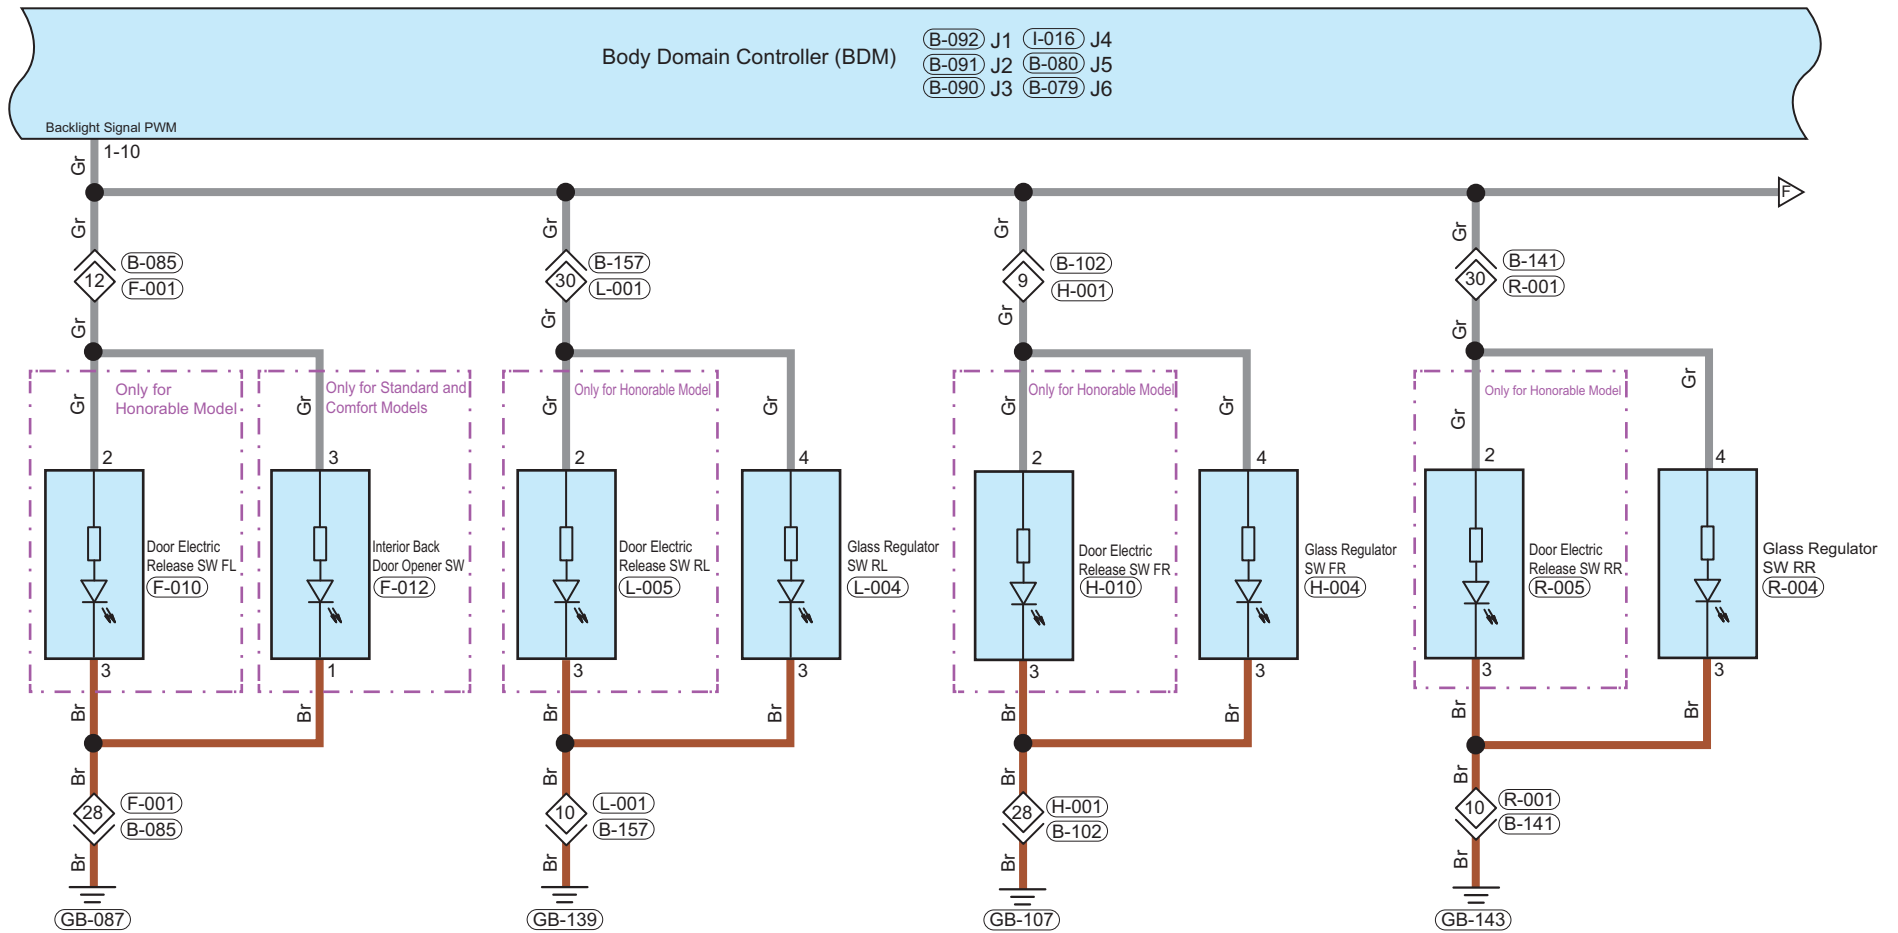 Body Domain Controller (BDM)
B-092 J1 I-016 J4
B-091 J2 B-080 J5
B-090 J3 B-079 J6
Backlight Signal PWM
1-10
Gr
F
Gr Gr Gr Gr
12 B-085 F-001
30 B-157 L-001
9 B-102 H-001
30 B-141 R-001
Gr Gr Gr Gr
Only for
Honorable Model
Only for Standard and
Comfort Models
Only for Honorable Model
Only for Honorable Model
Only for Honorable Model
Gr Gr Gr Gr Gr Gr Gr Gr
2 3 2 4 2 4 2 4
Door Electric
Release SW FL
F-010
Interior Back
Door Opener SW
F-012
Door Electric
Release SW RL
L-005
Glass Regulator
SW RL
L-004
Door Electric
Release SW FR
H-010
Glass Regulator
SW FR
H-004
Door Electric
Release SW RR
R-005
Glass Regulator
SW RR
R-004
3 1 3 3 3 3 3 3
Br Br Br Br Br Br Br Br
Br Br Br Br
28 F-001 B-085
10 L-001 B-157
28 H-001 B-102
10 R-001 B-141
Br Br Br Br
GB-087 GB-139 GB-107 GB-143